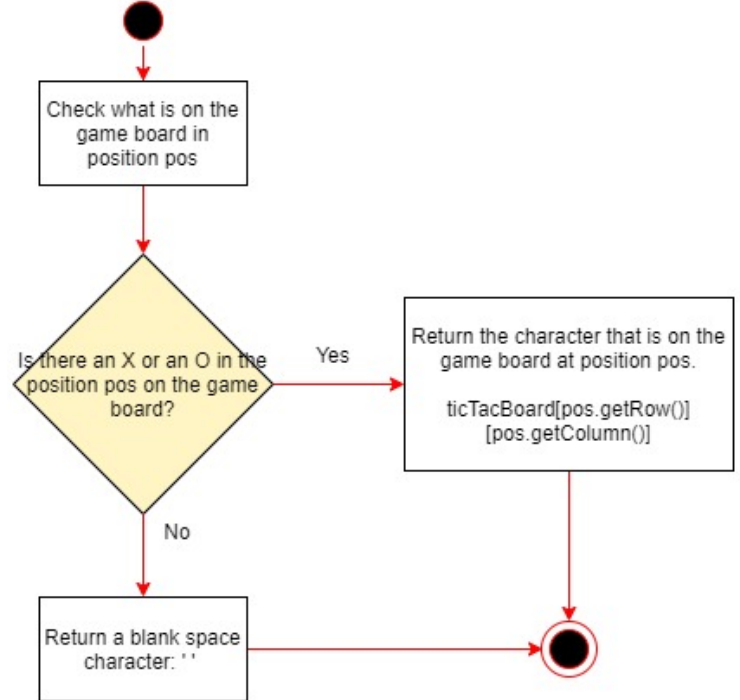 Check what is on the
game board in
position pos
Is there an X or an O in the
position pos on the game
board?
Yes
Return the character that is on the
game board at position pos.
ticTacBoard[pos.getRow()]
[pos.getColumn()]
No
Return a blank space
character: ' '